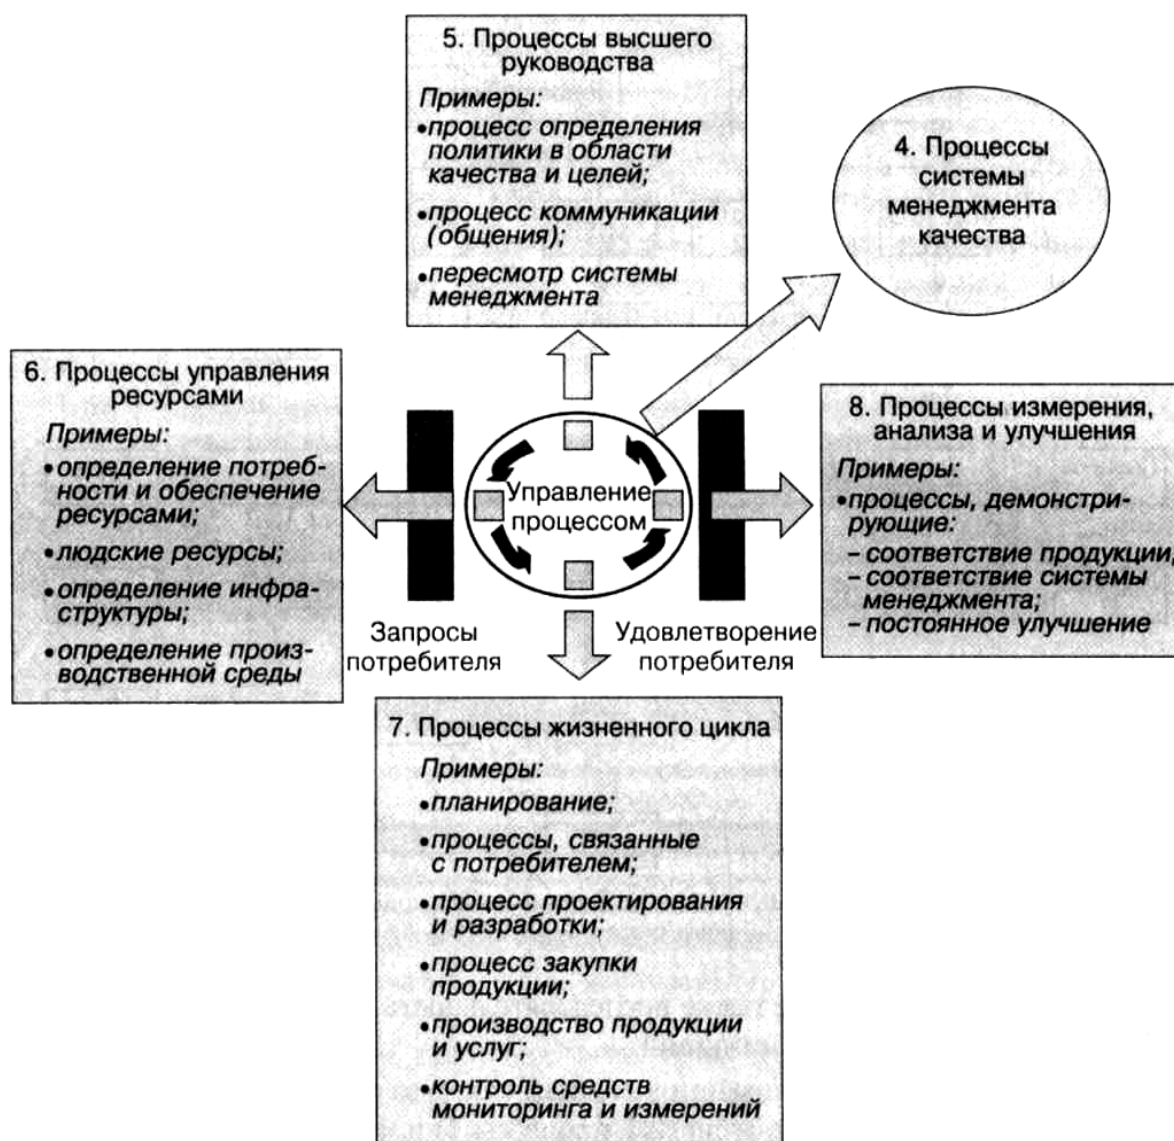 5. Процессы высшего
руководства
Примеры:
•процесс определения
политики в области
качества и целей;
•процесс коммуникации
(общения);
•пересмотр системы
менеджмента
4. Процессы
системы
менеджмента
качества
6. Процессы управления
ресурсами
Примеры:
•определение потреб-
ности и обеспечение
ресурсами;
•людские ресурсы;
•определение инфра-
структуры;
•определение произ-
водственной среды
Управление
процессом
Запросы
потребителя
Удовлетворение
потребителя
8. Процессы измерения,
анализа и улучшения
Примеры:
•процессы, демонстри-
рующие:
– соответствие продукции;
– соответствие системы
менеджмента;
– постоянное улучшение
7. Процессы жизненного цикла
Примеры:
•планирование;
•процессы, связанные
с потребителем;
•процесс проектирования
и разработки;
•процесс закупки
продукции;
•производство продукции
и услуг;
•контроль средств
мониторинга и измерений